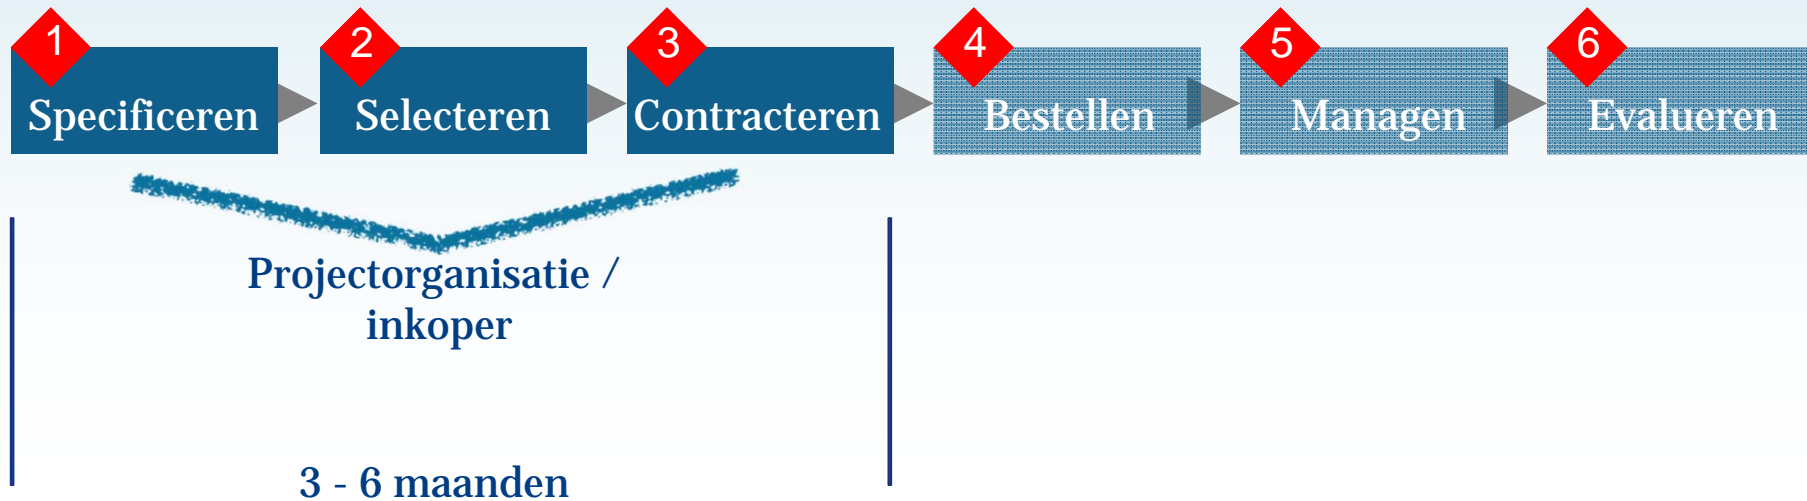 1 2 3 4 5 6
Specificeren Selecteren Contracteren Bestellen Managen Evalueren
Projectorganisatie /
inkoper
3 - 6 maanden